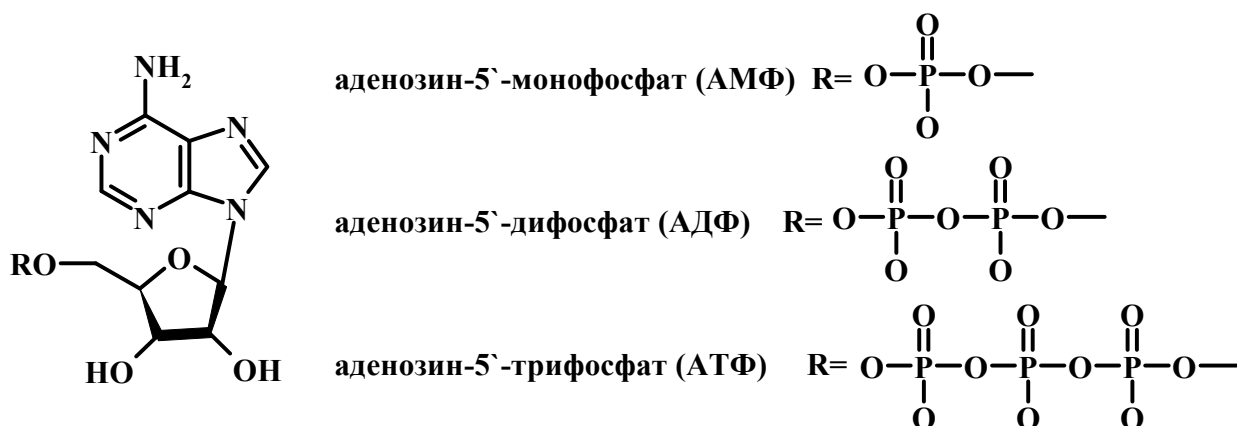 NH2
N
N
N
N
O
RO
HO
OH
аденозин-5`-монофосфат (АМФ) R= O P O O O
аденозин-5`-дифосфат (АДФ) R= O P O P O O O O O
аденозин-5`-трифосфат (АТФ) R= O P O P O P O O O O O O O